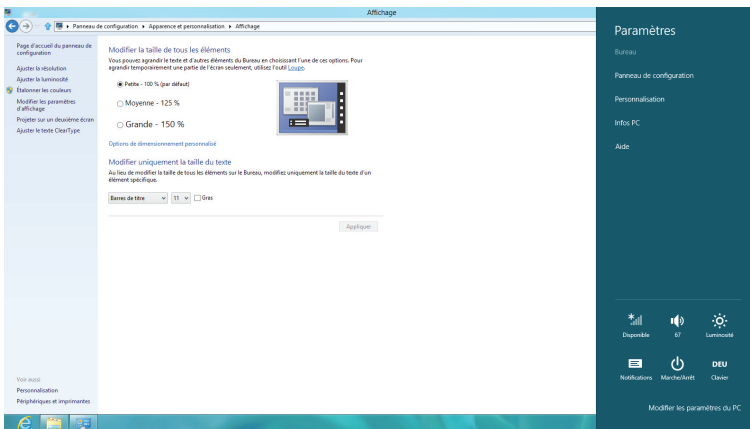 Affichage
Panneau de configuration ▸ Apparence et personnalisation ▸ Affichage
Page d'accueil du panneau de
configuration
Ajuster la résolution
Ajuster la luminosité
Étalonner les couleurs
Modifier les paramètres
d'affichage
Projeter sur un deuxième écran
Ajuster le texte ClearType
Voir aussi
Personnalisation
Périphériques et imprimantes
Modifier la taille de tous les éléments
Vous pouvez agrandir le texte et d'autres éléments du Bureau en choisissant l'une de ces options. Pour
agrandir temporairement une partie de l'écran seulement, utilisez l'outil Loupe.
Petite - 100 % (par défaut)
Moyenne - 125 %
Grande - 150 %
Options de dimensionnement personnalisé
Modifier uniquement la taille du texte
Au lieu de modifier la taille de tous les éléments sur le Bureau, modifiez uniquement la taille du texte d'un
élément spécifique.
Barres de titre 11 Gras
Appliquer
Paramètres
Bureau
Panneau de configuration
Personnalisation
Infos PC
Aide
Disponible 67 Luminosité
DEU
Notifications Marche/Arrêt Clavier
Modifier les paramètres du PC